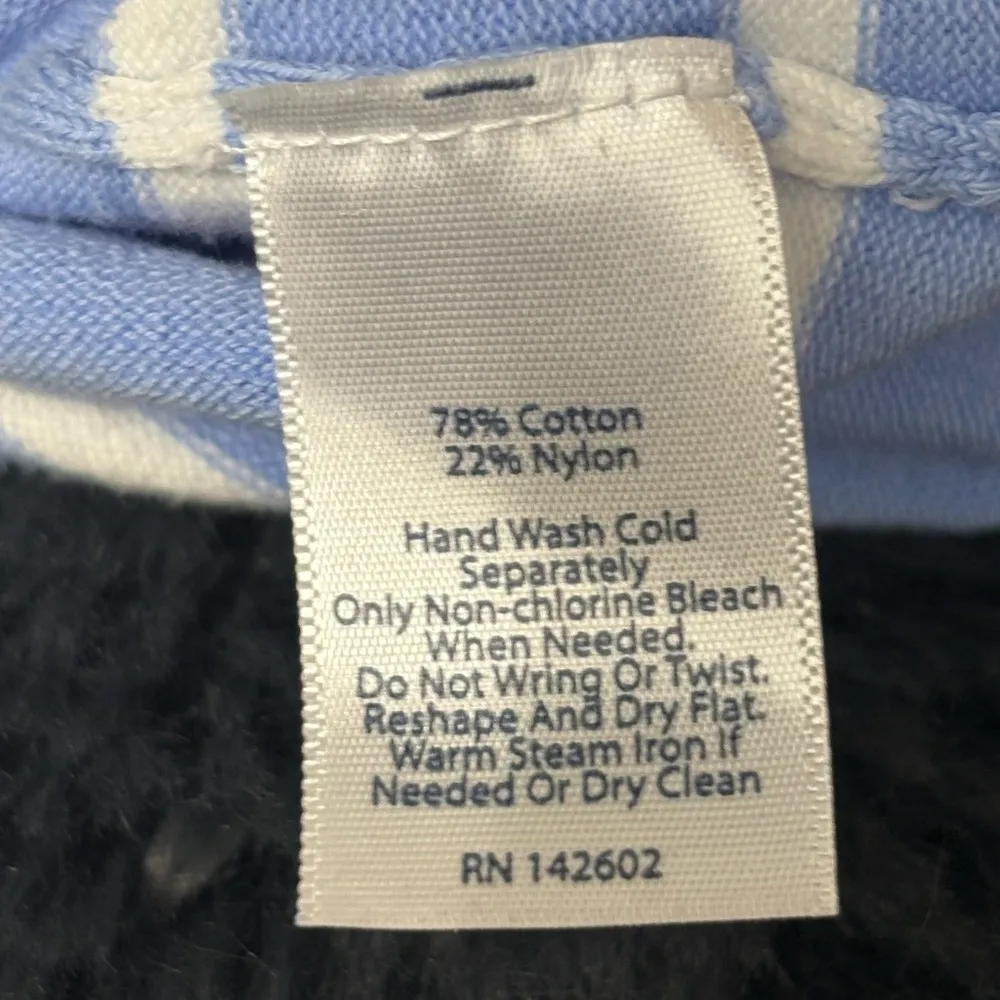 78% Cotton
22% Nylon
Hand Wash Cold
Separately
Only Non-chlorine Bleach
When Needed.
Do Not Wring Or Twist.
Reshape And Dry Flat.
Warm Steam Iron If
Needed Or Dry Clean
RN 142602